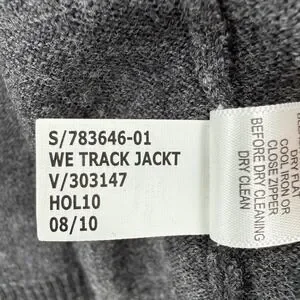 S/783646-01
WE TRACK JACKT
V/303147
HOL10
08/10
DRY FLAT
COOL IRON OR
CLOSE ZIPPER
BEFORE DRY CLEANING
DRY CLEAN